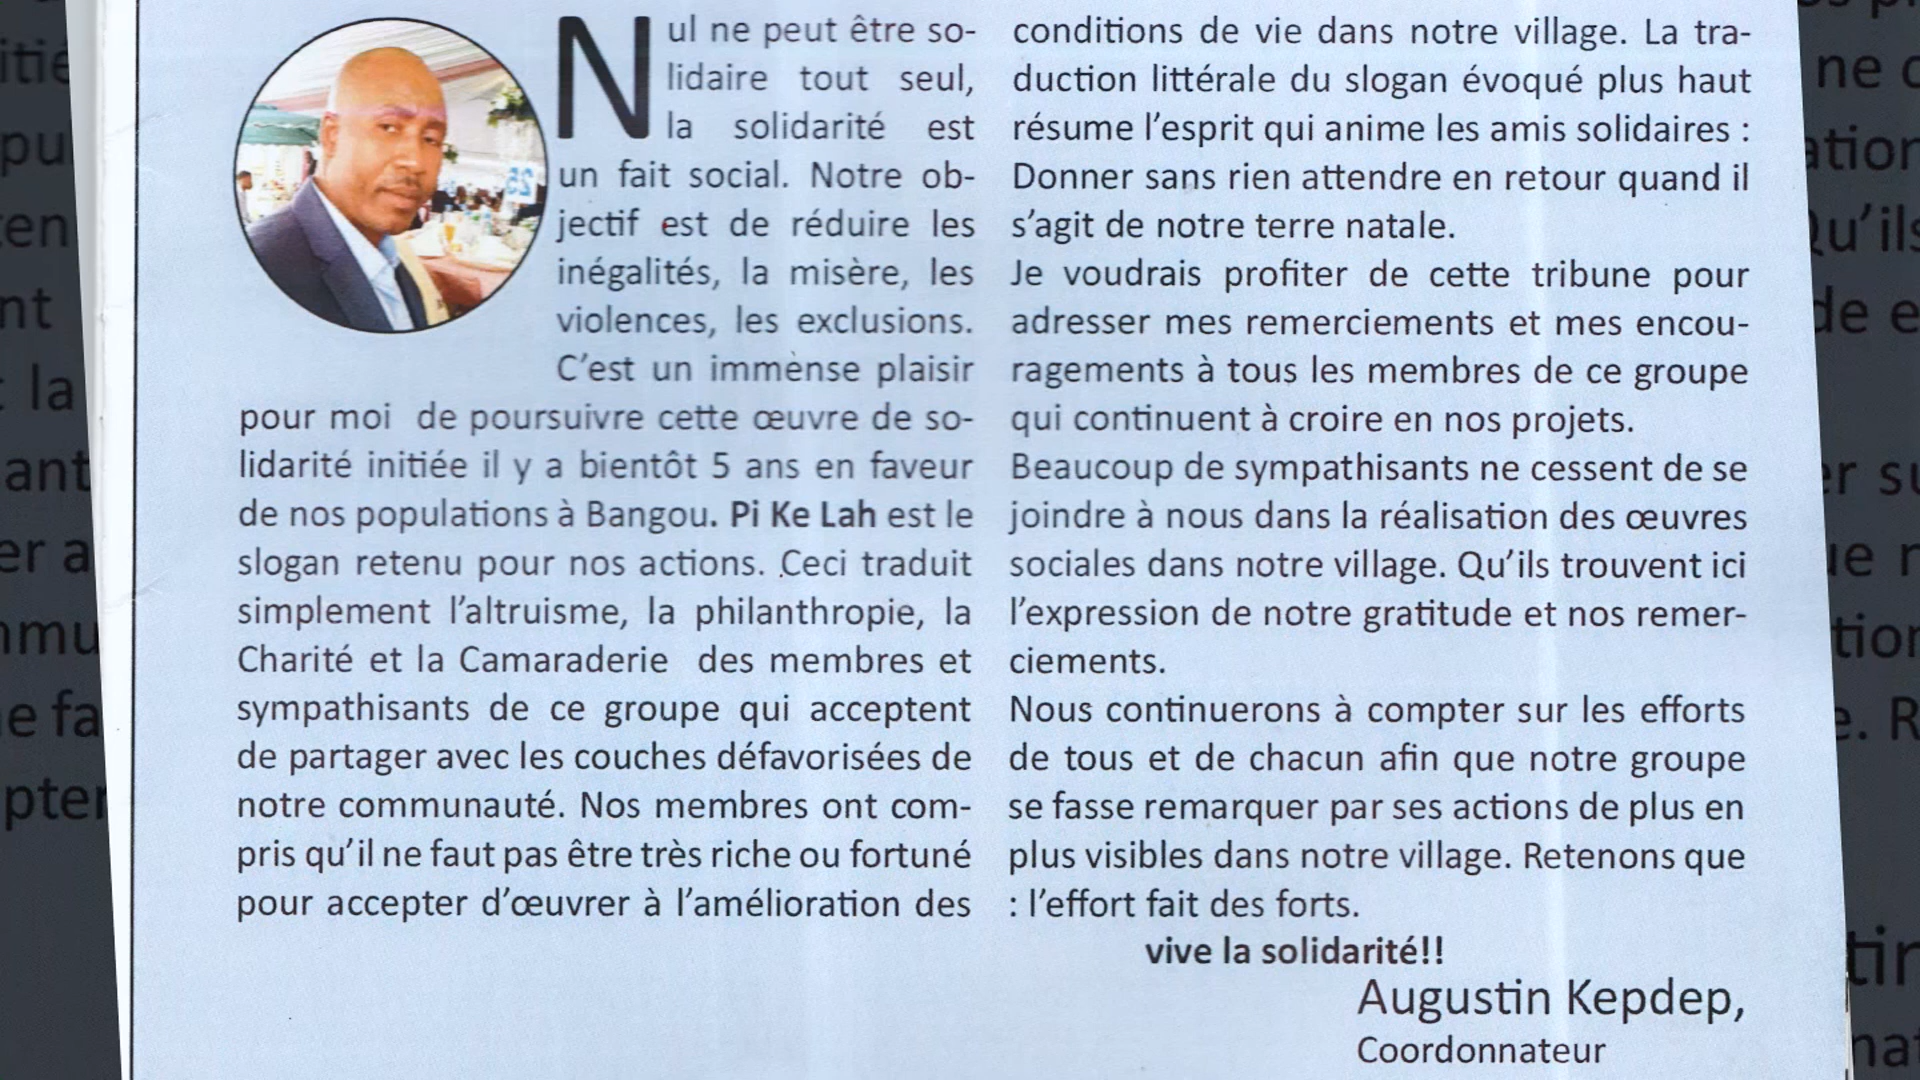 Nul ne peut être so-
lidaire tout seul,
la solidarité est
un fait social. Notre ob-
jectif est de réduire les
inégalités, la misère, les
violences, les exclusions.
C'est un immense plaisir
pour moi de poursuivre cette œuvre de so-
lidarité initiée il y a bientôt 5 ans en faveur
de nos populations à Bangou. Pi Ke Lah est le
slogan retenu pour nos actions. Ceci traduit
simplement l'altruisme, la philanthropie, la
Charité et la Camaraderie des membres et
sympathisants de ce groupe qui acceptent
de partager avec les couches défavorisées de
notre communauté. Nos membres ont com-
pris qu'il ne faut pas être très riche ou fortuné
pour accepter d'œuvrer à l'amélioration des
conditions de vie dans notre village. La tra-
duction littérale du slogan évoqué plus haut
résume l'esprit qui anime les amis solidaires :
Donner sans rien attendre en retour quand il
s'agit de notre terre natale.
Je voudrais profiter de cette tribune pour
adresser mes remerciements et mes encou-
ragements à tous les membres de ce groupe
qui continuent à croire en nos projets.
Beaucoup de sympathisants ne cessent de se
joindre à nous dans la réalisation des œuvres
sociales dans notre village. Qu'ils trouvent ici
l'expression de notre gratitude et nos remer-
ciements.
Nous continuerons à compter sur les efforts
de tous et de chacun afin que notre groupe
se fasse remarquer par ses actions de plus en
plus visibles dans notre village. Retenons que
: l'effort fait des forts.
vive la solidarité!!
Augustin Kepdep,
Coordonnateur